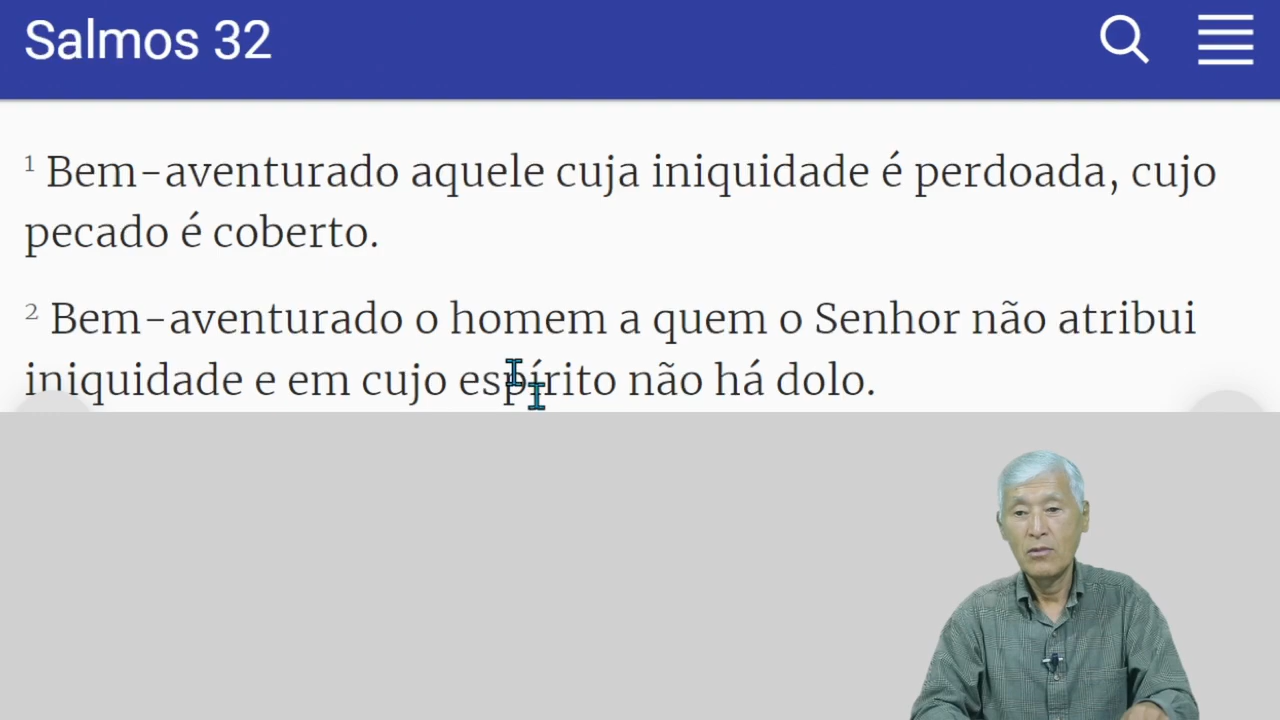 Salmos 32
1 Bem-aventurado aquele cuja iniquidade é perdoada, cujo
pecado é coberto.
2 Bem-aventurado o homem a quem o Senhor não atribui
iniquidade e em cujo espírito não há dolo.